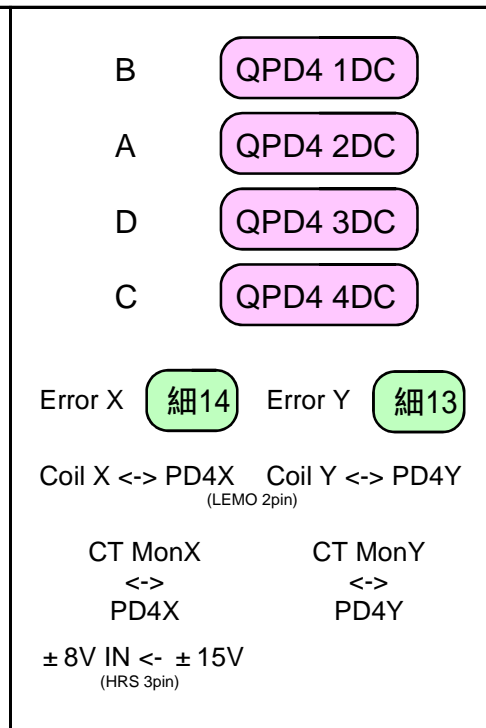 B QPD4 1DC
A QPD4 2DC
D QPD4 3DC
C QPD4 4DC
Error X 細14 Error Y 細13
Coil X <-> PD4X Coil Y <-> PD4Y
(LEMO 2pin)
CT MonX CT MonY
<-> <->
PD4X PD4Y
± 8V IN <- ± 15V
(HRS 3pin)